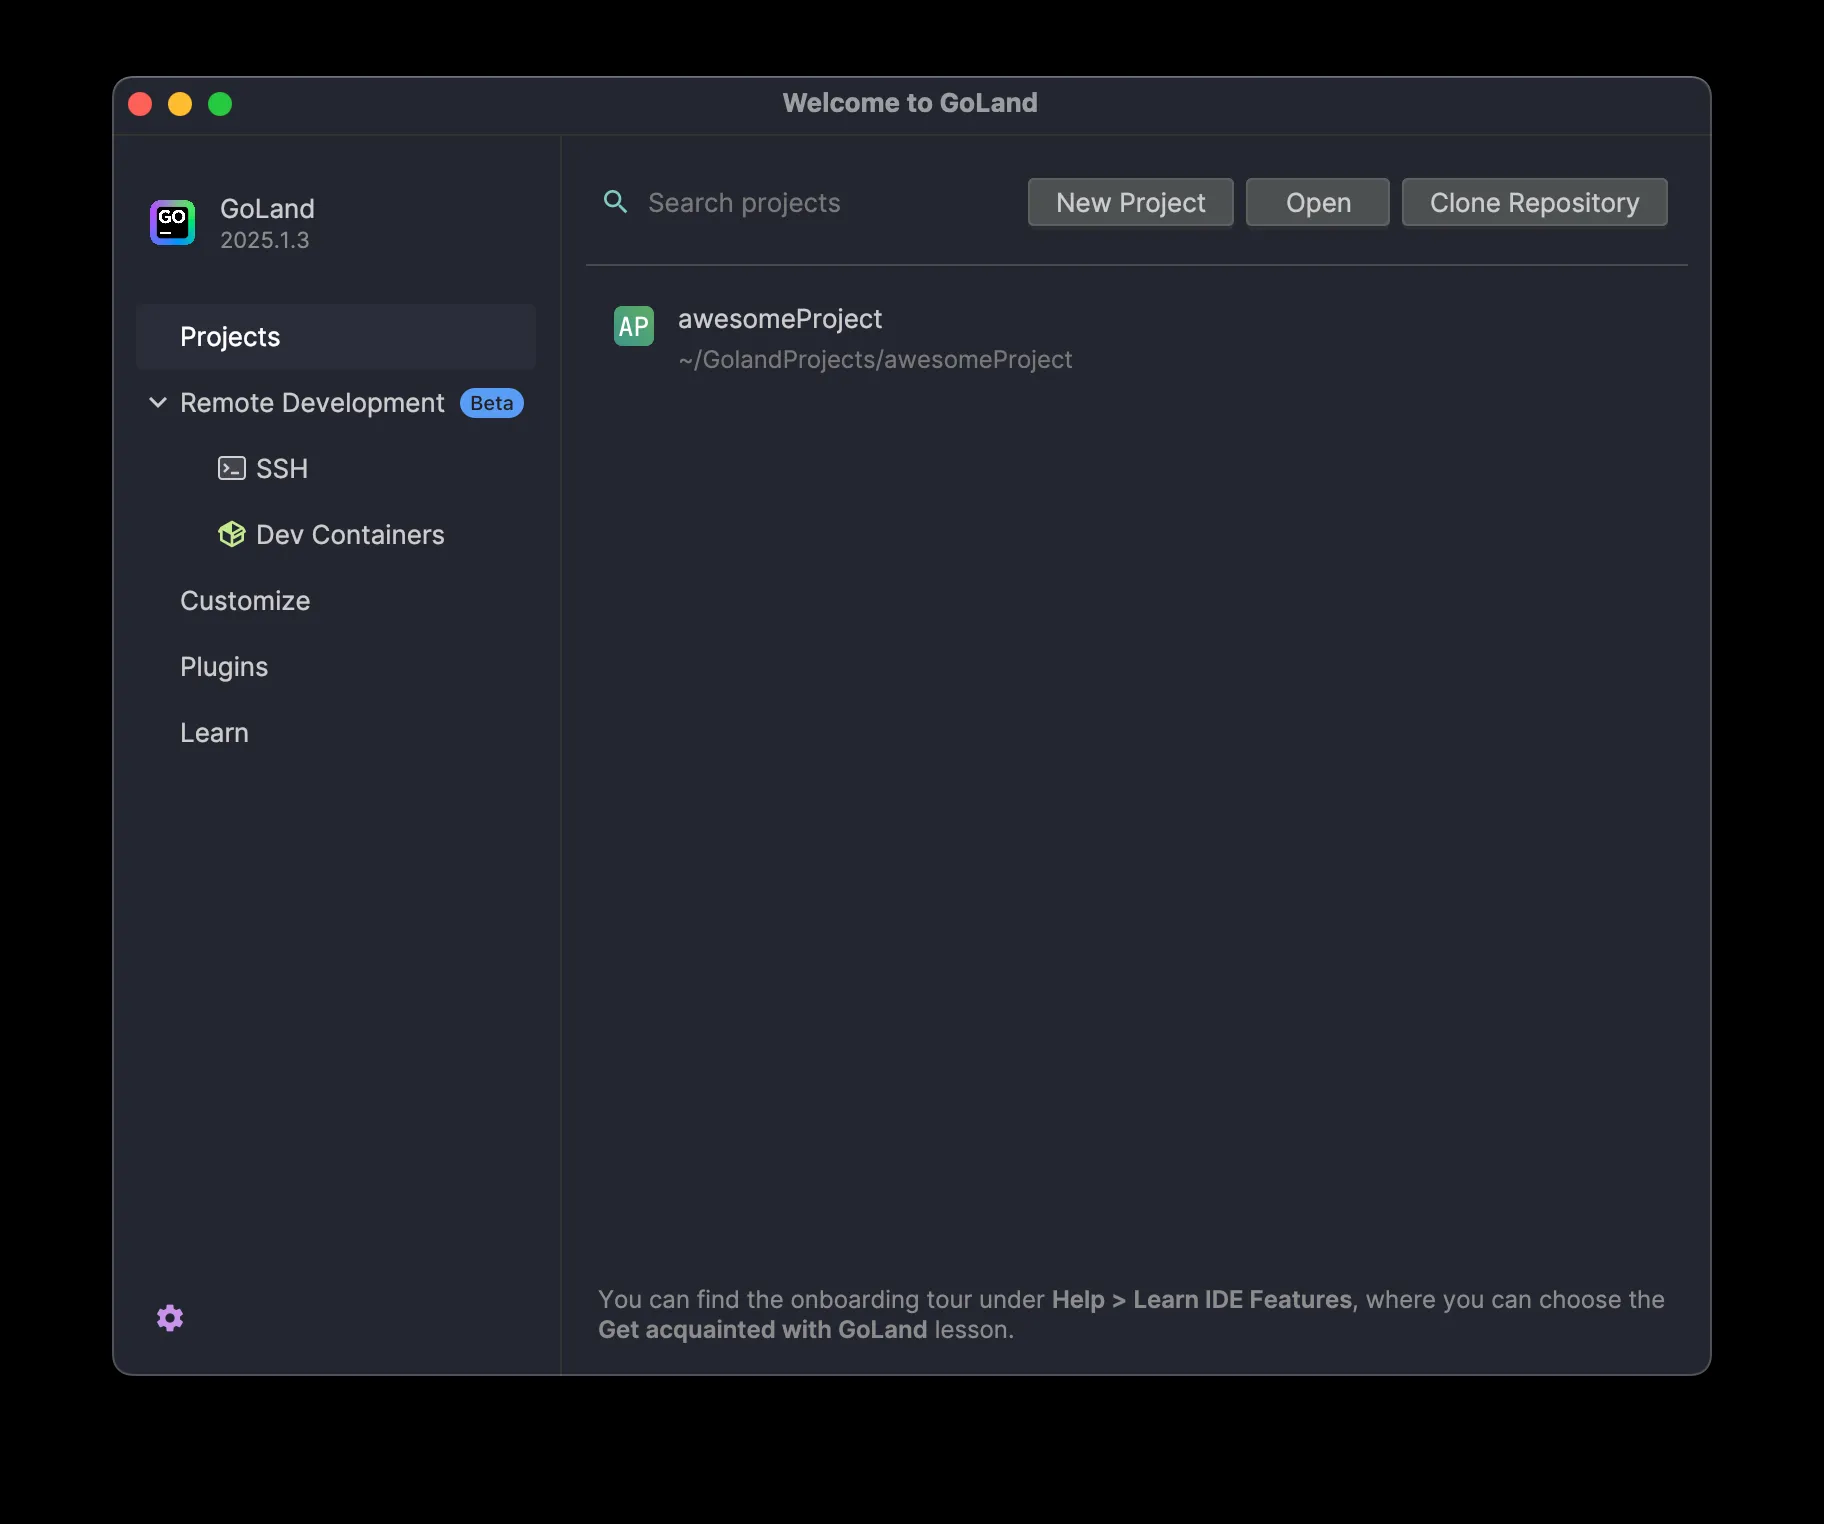 Welcome to GoLand
GO
GoLand
2025.1.3
Projects
Remote Development Beta
SSH
Dev Containers
Customize
Plugins
Learn
Search projects
New Project
Open
Clone Repository
AP
awesomeProject
~/GolandProjects/awesomeProject
You can find the onboarding tour under Help > Learn IDE Features, where you can choose the
Get acquainted with GoLand lesson.